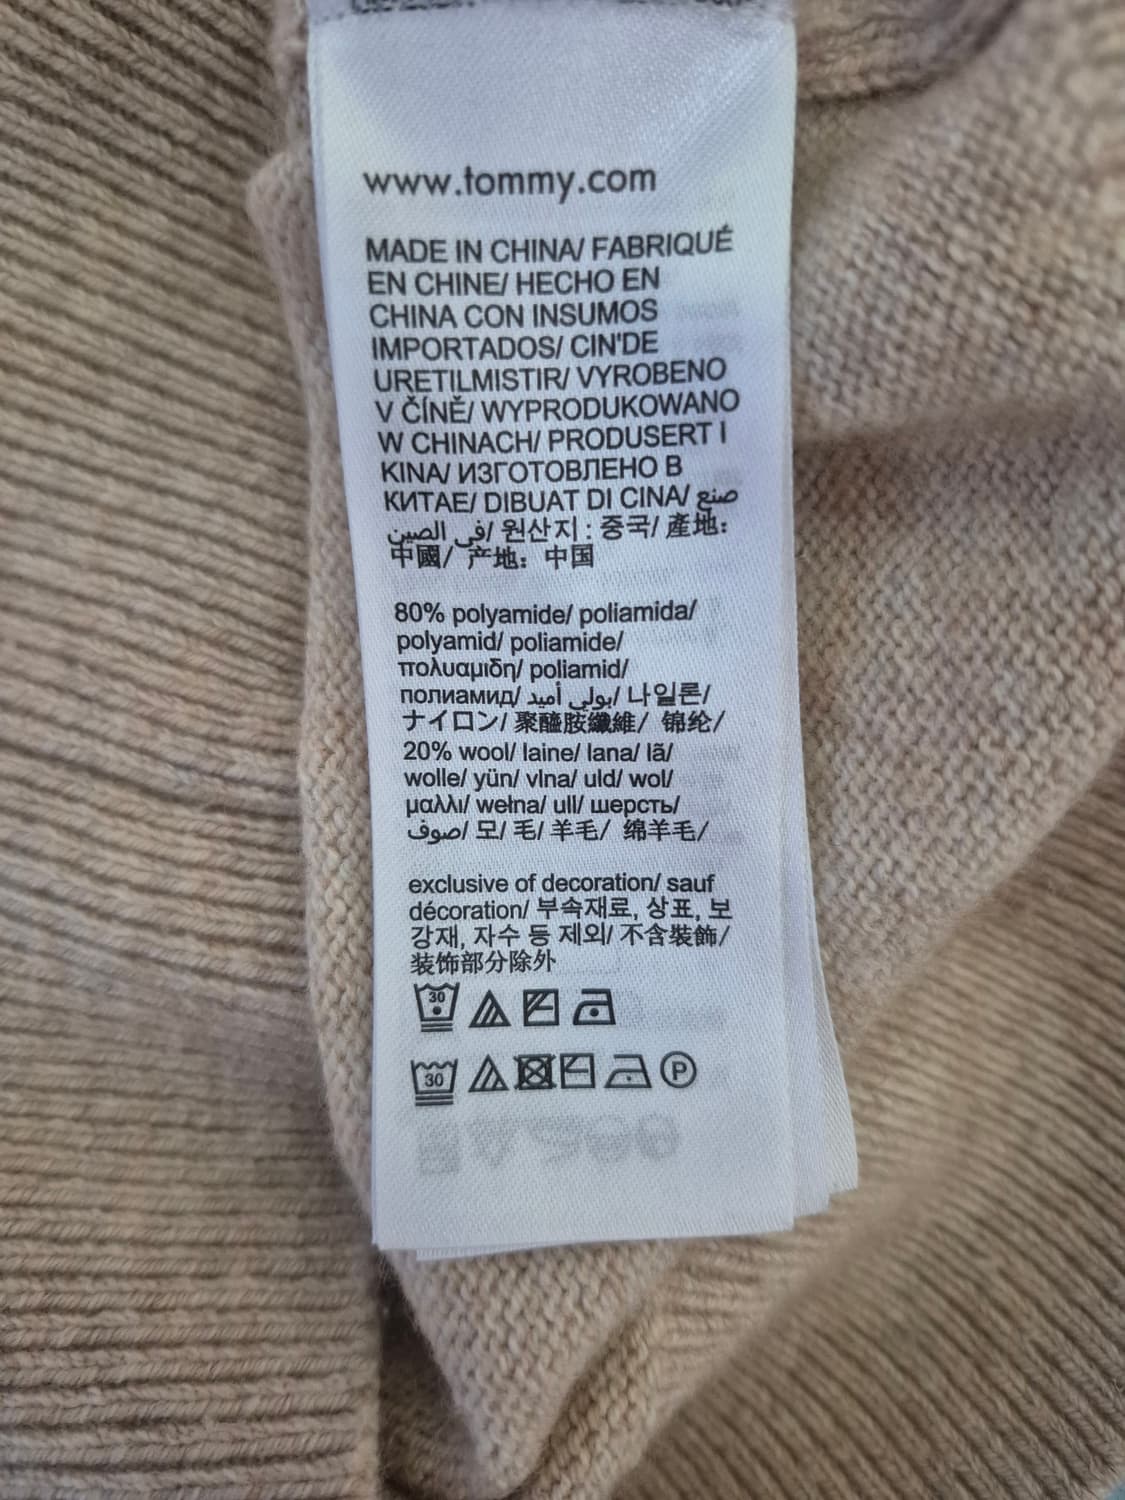 www.tommy.com
MADE IN CHINA/ FABRIQUÉ
EN CHINE/ HECHO EN
CHINA CON INSUMOS
IMPORTADOS/ CIN'DE
URETILMISTIR/ VYROBENO
V ČÍNĚ/ WYPRODUKOWANO
W CHINACH/ PRODUSERT I
KINA/ ИЗГОТОВЛЕНО В
КИТАЕ/ DIBUAT DI CINA/ صنع
في الصين/ 원산지 : 중국/ 產地:
中國/ 产地: 中国
80% polyamide/ poliamida/
polyamid/ poliamide/
πολυαμιδη/ poliamid/
полиамид/ بولي أميد/ 나일론/
ナイロン/ 聚醯胺纖維/ 锦纶/
20% wool/ laine/ lana/ lã/
wolle/ yün/ vlna/ uld/ wol/
μαλλι/ wełna/ ull/ шерсть/
صوف/ 모/ 毛/ 羊毛/ 绵羊毛/
exclusive of decoration/ sauf
décoration/ 부속재료, 상표, 보
강재, 자수 등 제외/ 不含裝飾/
装饰部分除外
30
30 P